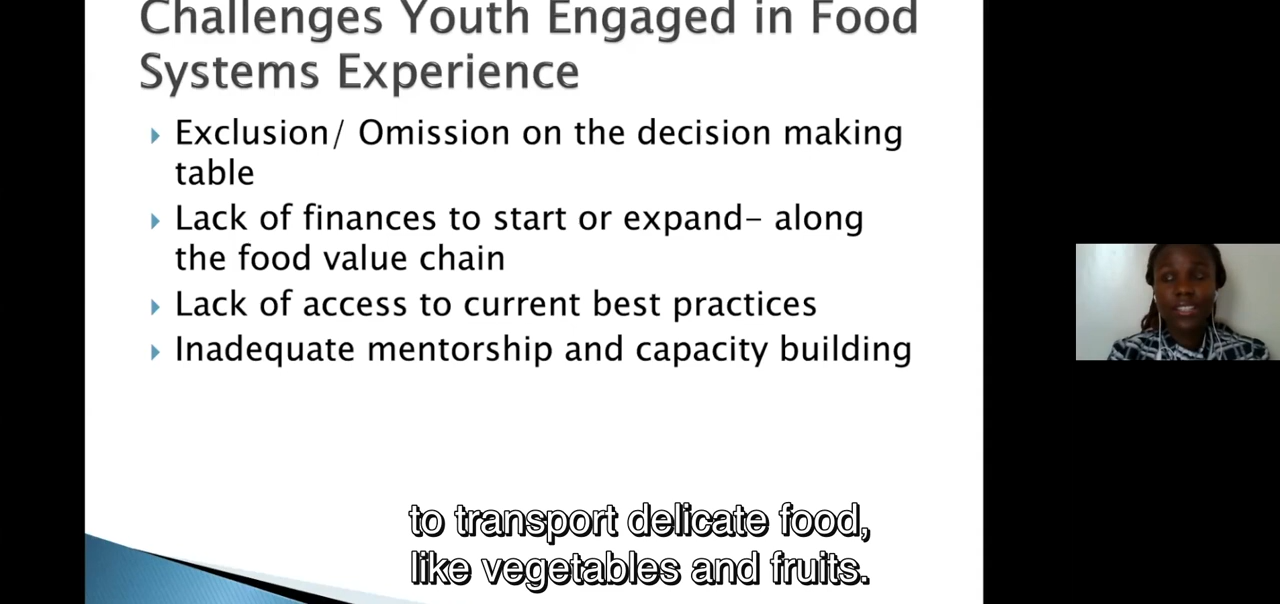 Challenges Youth Engaged in Food
Systems Experience
Exclusion/ Omission on the decision making
table
Lack of finances to start or expand- along
the food value chain
Lack of access to current best practices
Inadequate mentorship and capacity building
to transport delicate food,
like vegetables and fruits.